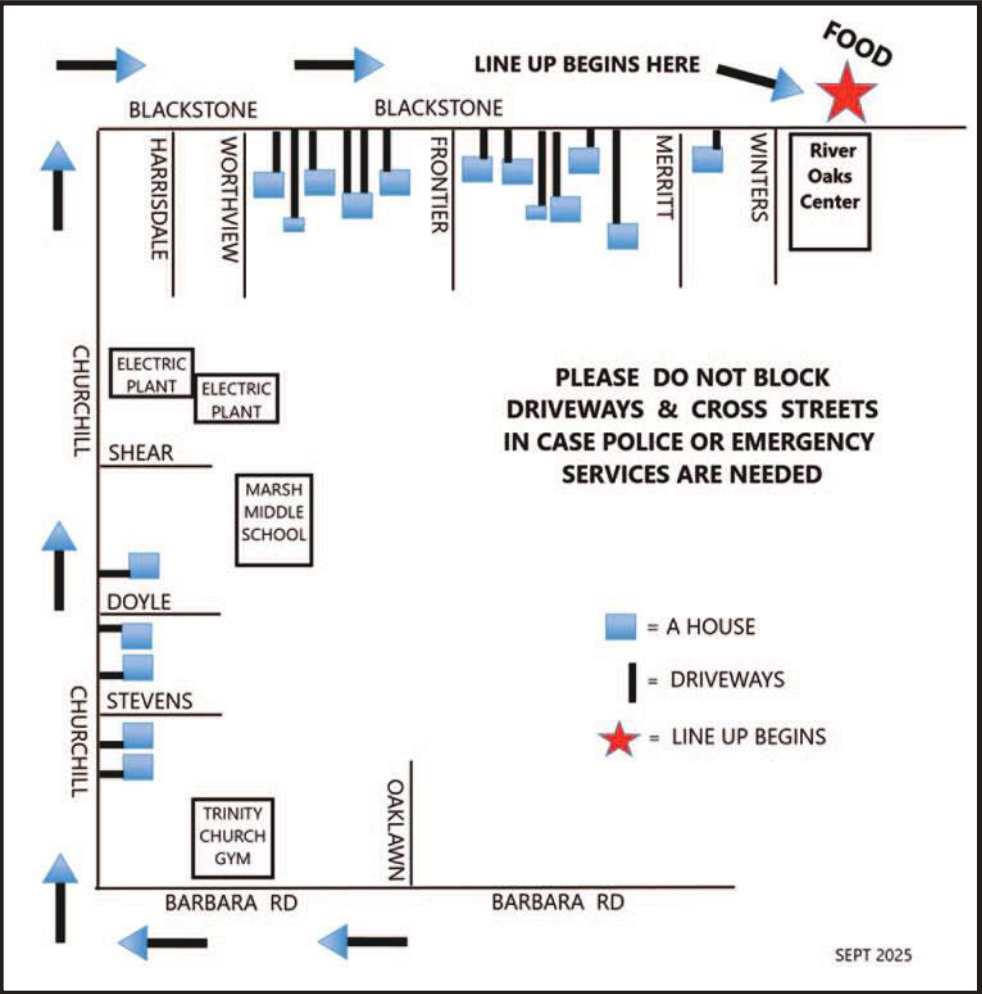 FOOD
LINE UP BEGINS HERE
BLACKSTONE
BLACKSTONE
HARRISDALE
WORTHVIEW
FRONTIER
MERRITT
WINTERS
River
Oaks
Center
CHURCHILL
ELECTRIC
PLANT
ELECTRIC
PLANT
PLEASE DO NOT BLOCK
DRIVEWAYS & CROSS STREETS
IN CASE POLICE OR EMERGENCY
SERVICES ARE NEEDED
SHEAR
MARSH
MIDDLE
SCHOOL
DOYLE
= A HOUSE
= DRIVEWAYS
= LINE UP BEGINS
STEVENS
CHURCHILL
TRINITY
CHURCH
GYM
OAKLAWN
BARBARA RD
BARBARA RD
SEPT 2025